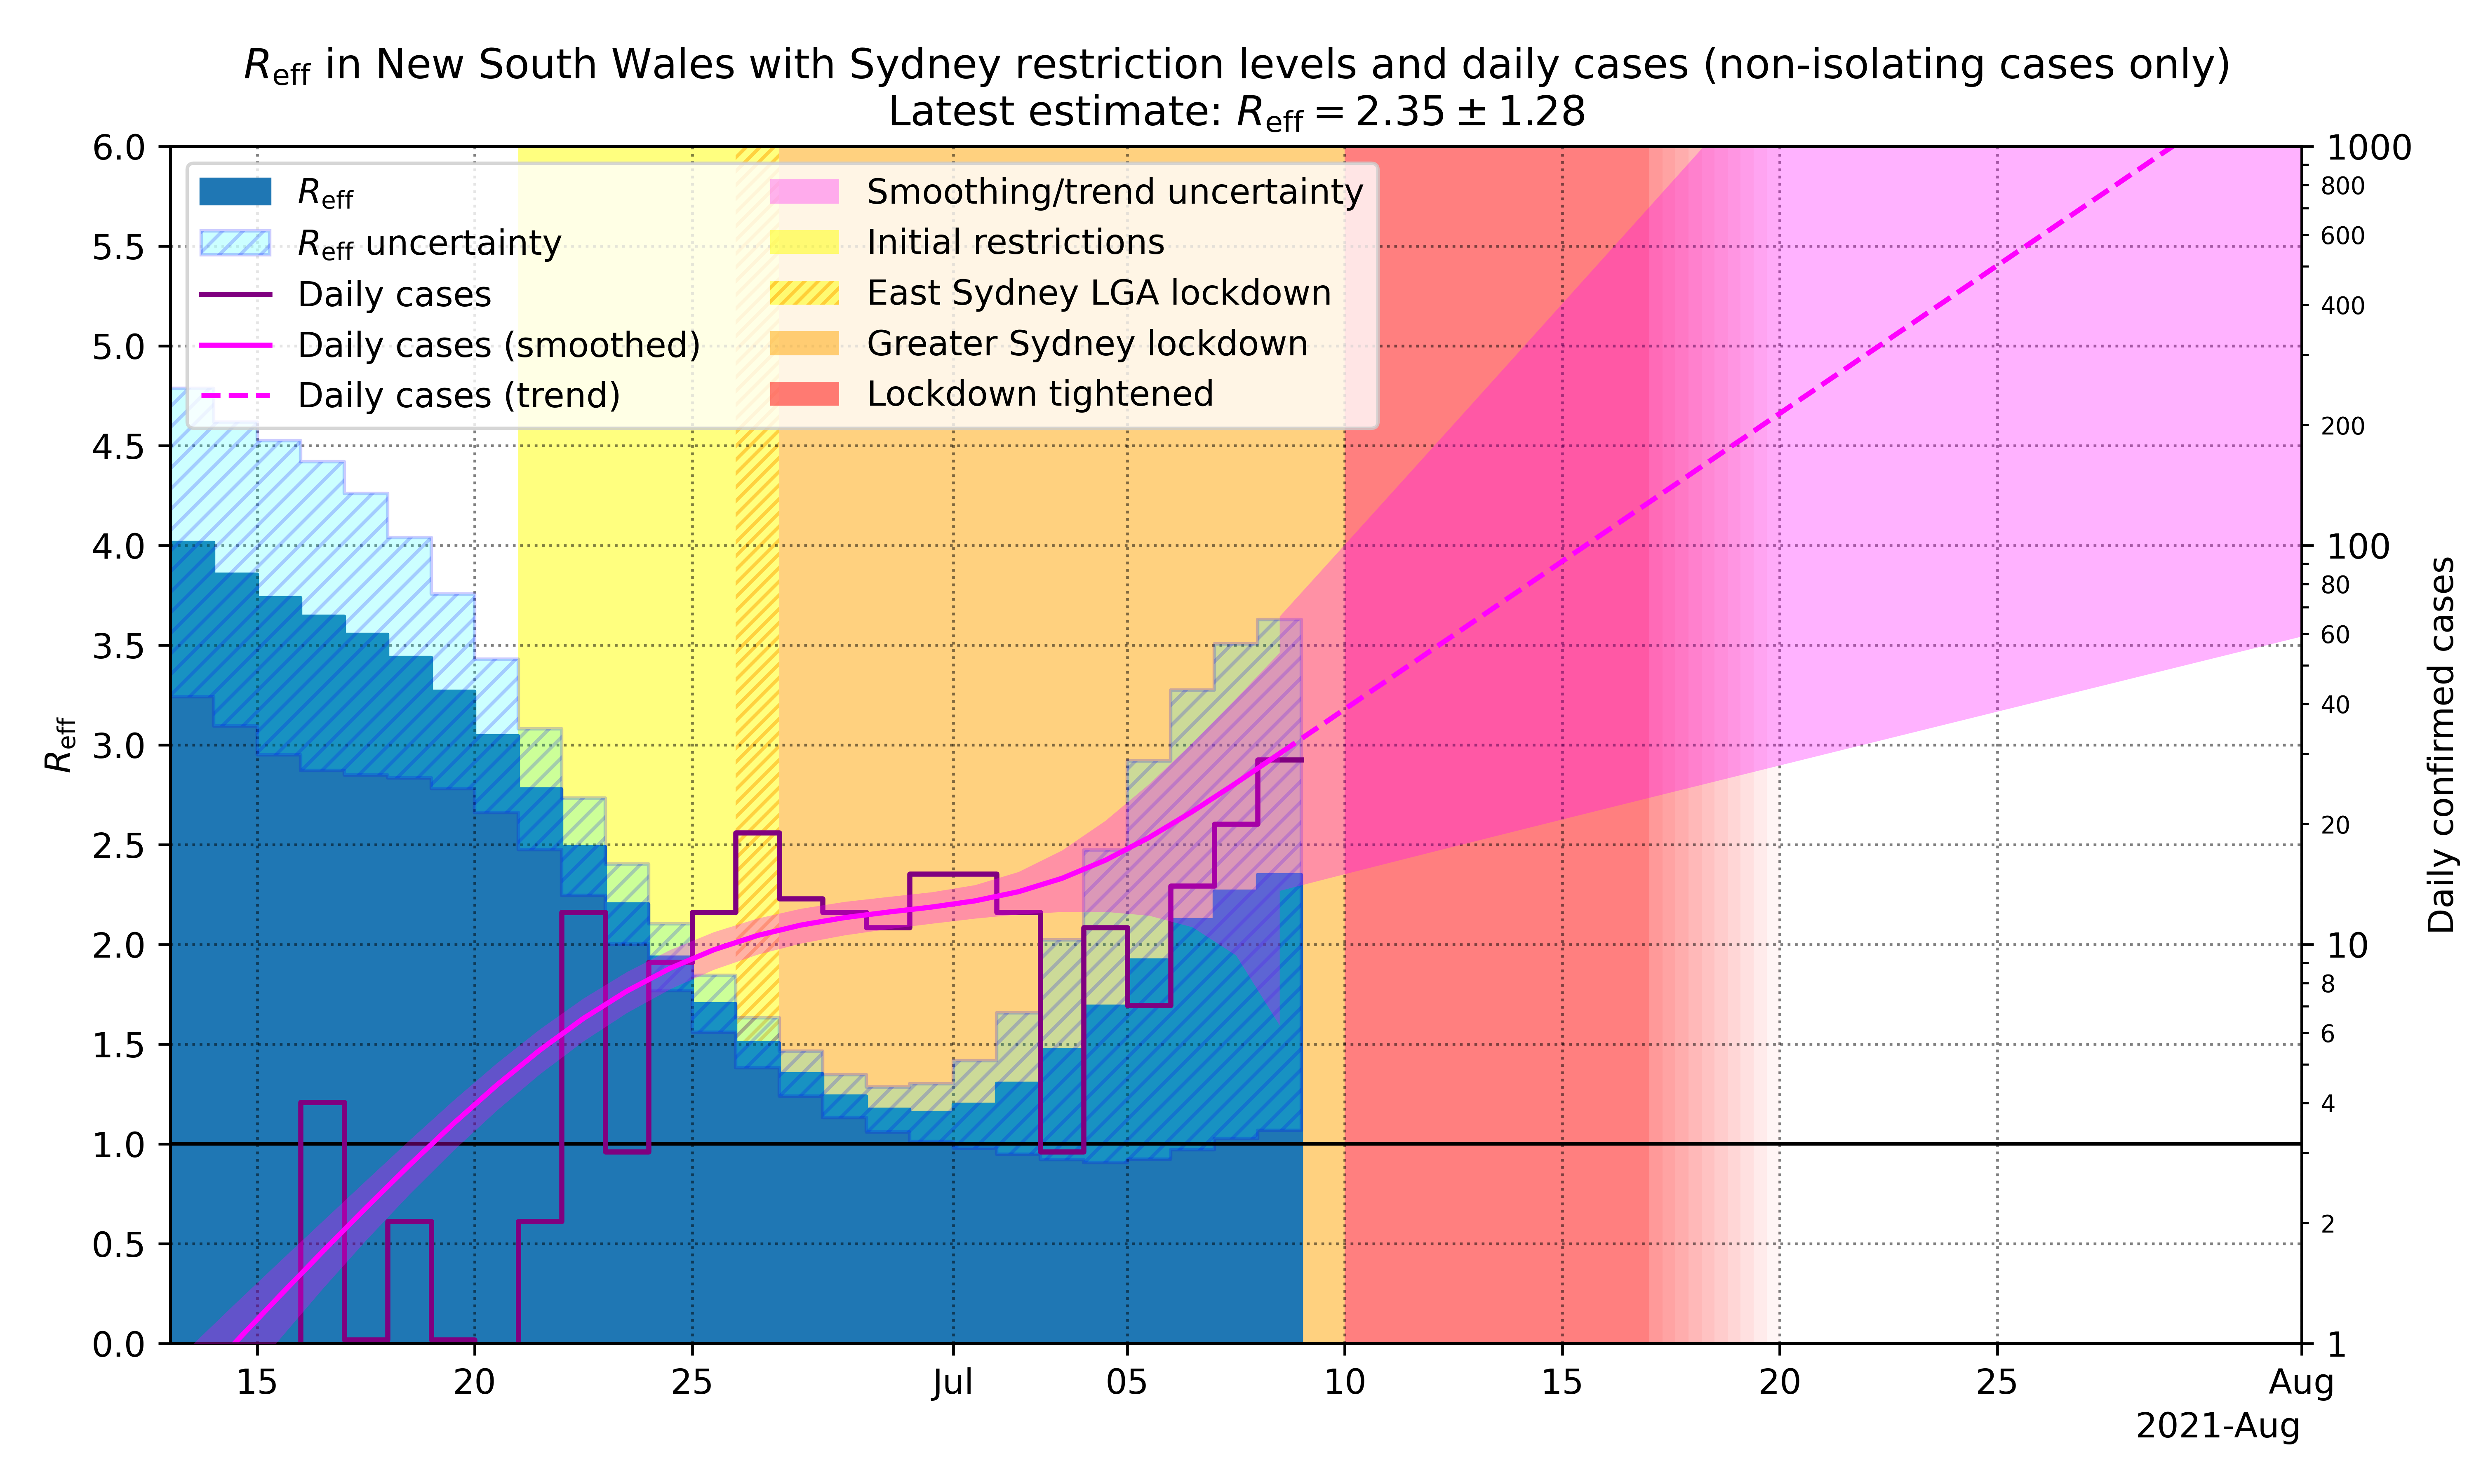 Reff in New South Wales with Sydney restriction levels and daily cases (non-isolating cases only)
Latest estimate: Reff = 2.35 ± 1.28
Reff
Reff uncertainty
Daily cases
Daily cases (smoothed)
Daily cases (trend)
Smoothing/trend uncertainty
Initial restrictions
East Sydney LGA lockdown
Greater Sydney lockdown
Lockdown tightened
Reff
6.0
5.5
5.0
4.5
4.0
3.5
3.0
2.5
2.0
1.5
1.0
0.5
0.0
1000
800
600
400
200
100
80
60
40
20
10
8
6
4
2
1
Daily confirmed cases
15 20 25 Jul 05 10 15 20 25 Aug
2021-Aug